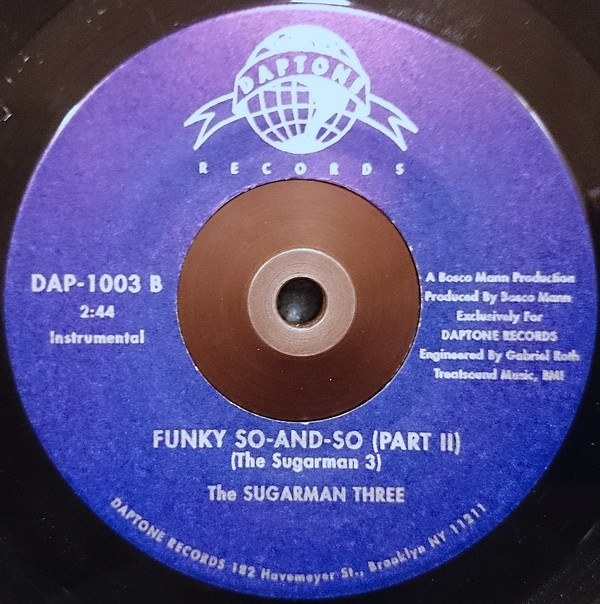 DAPTONE
RECORDS
DAP-1003 B
2:44
Instrumental
A Bosco Mann Production
Produced By Bosco Mann
Exclusively For
DAPTONE RECORDS
Engineered By Gabriel Roth
Treatsound Music, BMI
FUNKY SO-AND-SO (PART II)
(The Sugarman 3)
The SUGARMAN THREE
DAPTONE RECORDS 182 Havemeyer St., Brooklyn NY 11211